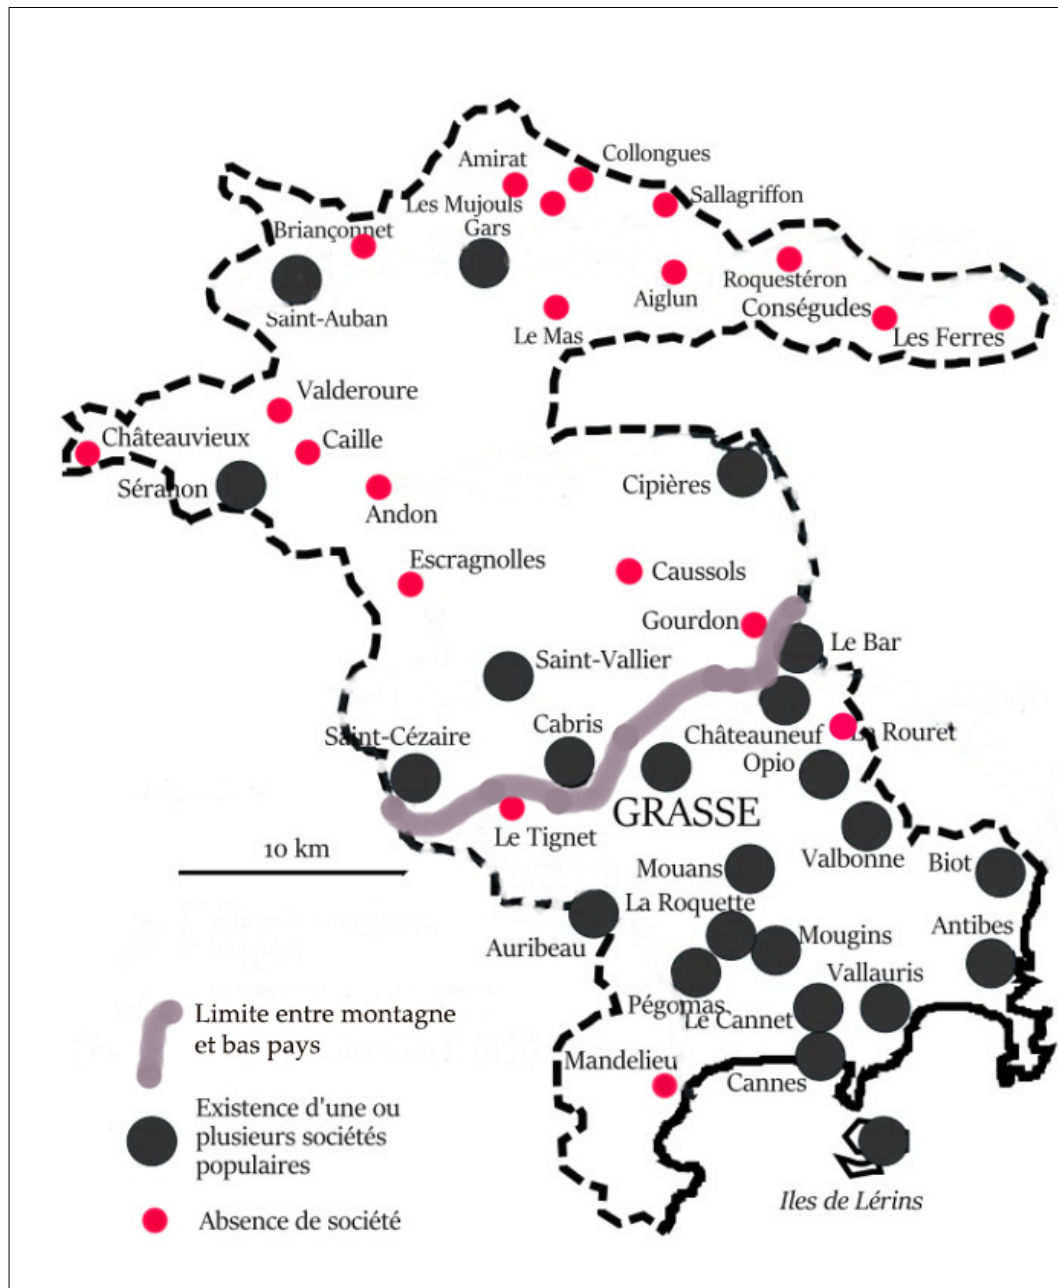 Collongues
Amirat
Sallagriffon
Les Mujouls
Gars
Briançonnet
Roquestéron
Aiglun
Conségudes
Saint-Auban
Le Mas
Les Ferres
Valderoure
Châteauvieux
Caille
Séranon
Cipières
Andon
Escragnolles
Caussols
Gourdon
Le Bar
Saint-Vallier
Cabris
Saint-Cézaire
Châteauneuf
Le Rouret
Opio
GRASSE
Le Tignet
10 km
Valbonne
Biot
Mouans
La Roquette
Antibes
Auribeau
Mougins
Vallauris
Pégomas
Le Cannet
Limite entre montagne
et bas pays
Mandelieu
Cannes
Existence d'une ou
plusieurs sociétés
populaires
Iles de Lérins
Absence de société